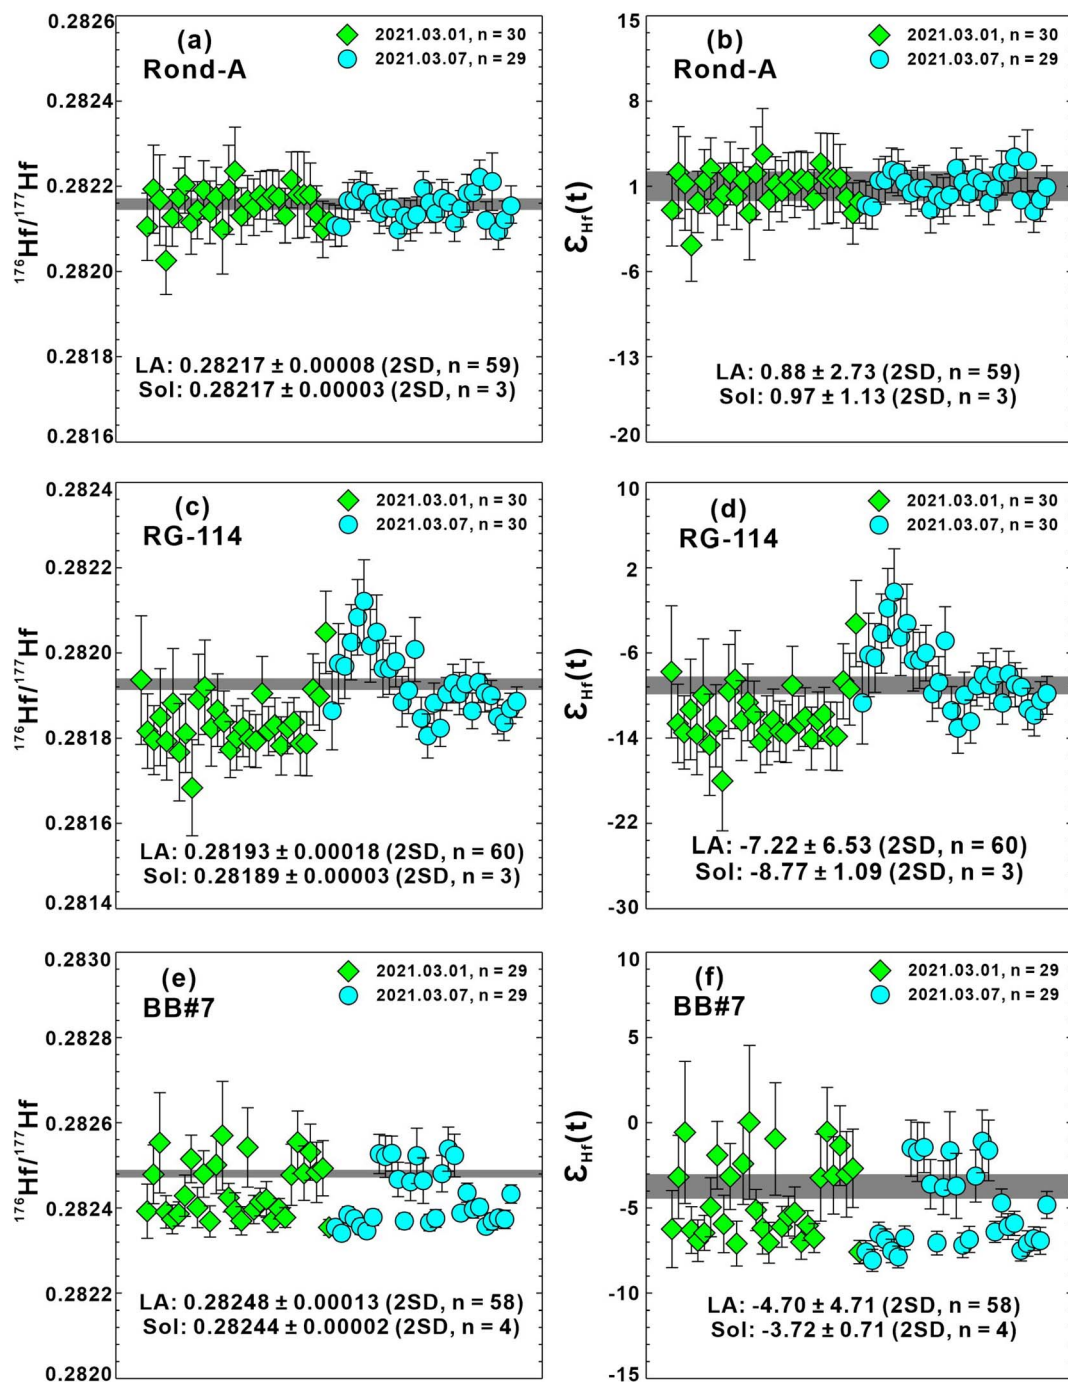 (a)
Rond-A
2021.03.01, n = 30
2021.03.07, n = 29
¹⁷⁶Hf/¹⁷⁷Hf
0.2826
0.2824
0.2822
0.2820
0.2818
0.2816
LA: 0.28217 ± 0.00008 (2SD, n = 59)
Sol: 0.28217 ± 0.00003 (2SD, n = 3)
(b)
Rond-A
2021.03.01, n = 30
2021.03.07, n = 29
εHf(t)
15
8
1
-6
-13
-20
LA: 0.88 ± 2.73 (2SD, n = 59)
Sol: 0.97 ± 1.13 (2SD, n = 3)
(c)
RG-114
2021.03.01, n = 30
2021.03.07, n = 30
¹⁷⁶Hf/¹⁷⁷Hf
0.2824
0.2822
0.2820
0.2818
0.2816
0.2814
LA: 0.28193 ± 0.00018 (2SD, n = 60)
Sol: 0.28189 ± 0.00003 (2SD, n = 3)
(d)
RG-114
2021.03.01, n = 30
2021.03.07, n = 30
εHf(t)
10
2
-6
-14
-22
-30
LA: -7.22 ± 6.53 (2SD, n = 60)
Sol: -8.77 ± 1.09 (2SD, n = 3)
(e)
BB#7
2021.03.01, n = 29
2021.03.07, n = 29
¹⁷⁶Hf/¹⁷⁷Hf
0.2830
0.2828
0.2826
0.2824
0.2822
0.2820
LA: 0.28248 ± 0.00013 (2SD, n = 58)
Sol: 0.28244 ± 0.00002 (2SD, n = 4)
(f)
BB#7
2021.03.01, n = 29
2021.03.07, n = 29
εHf(t)
10
5
0
-5
-10
-15
LA: -4.70 ± 4.71 (2SD, n = 58)
Sol: -3.72 ± 0.71 (2SD, n = 4)